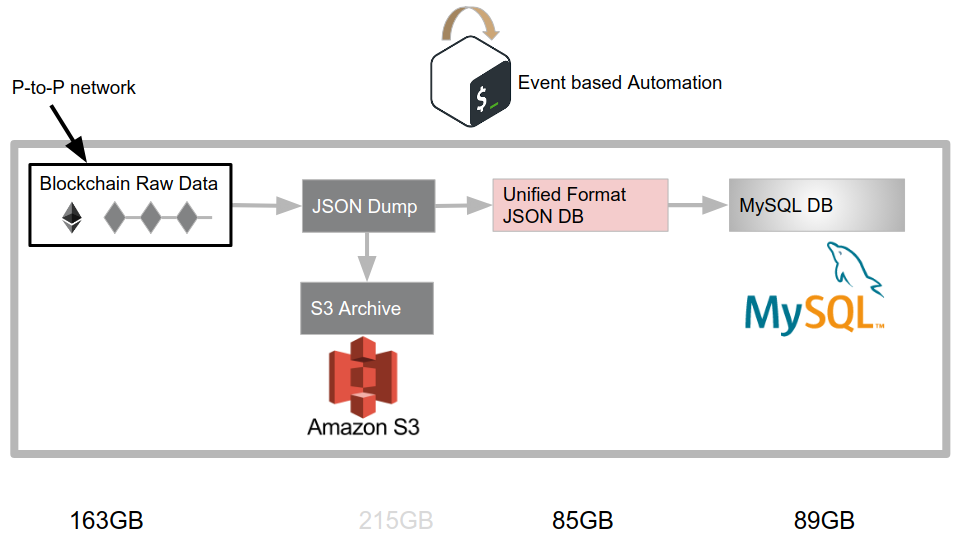 P-to-P network
$_
Event based Automation
Blockchain Raw Data
JSON Dump
Unified Format
JSON DB
MySQL DB
S3 Archive
MySQL™
Amazon S3
163GB
215GB
85GB
89GB